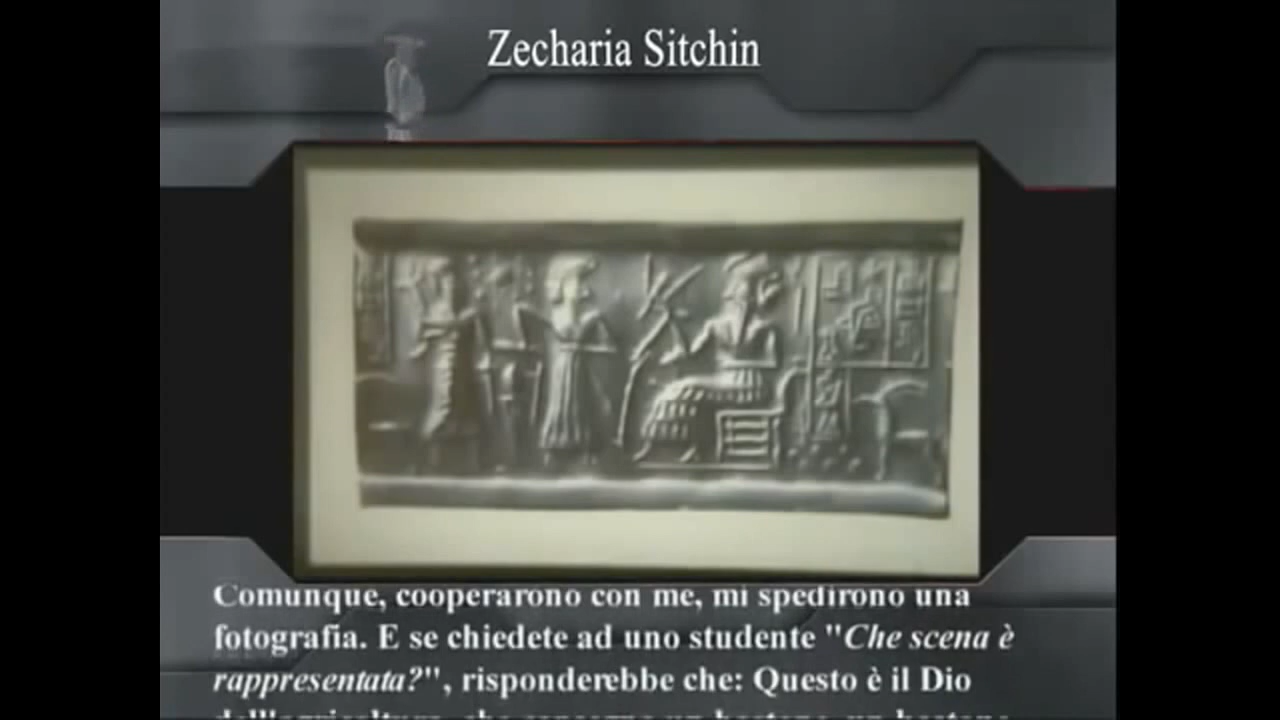 Zecharia Sitchin
Comunque, cooperarono con me, mi spedirono una
fotografia. E se chiedete ad uno studente "Che scena è
rappresentata?", risponderebbe che: Questo è il Dio